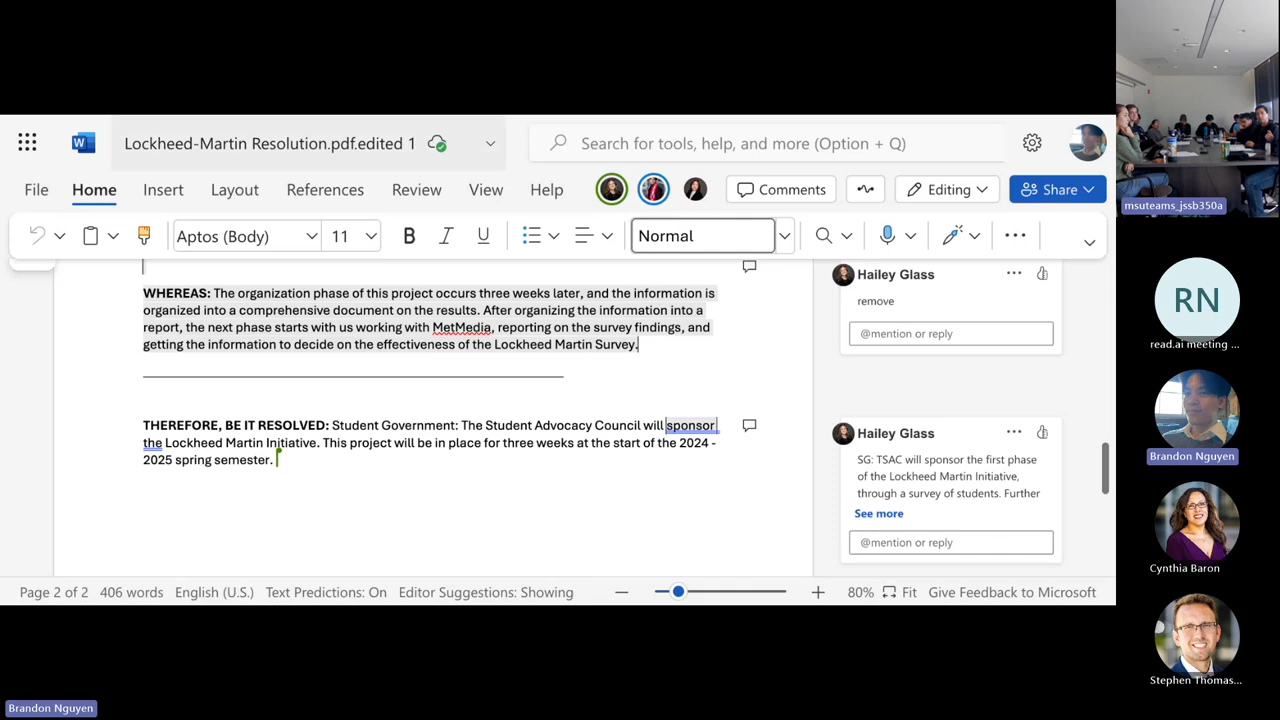 Lockheed-Martin Resolution.pdf.edited 1
Search for tools, help, and more (Option + Q)
File Home Insert Layout References Review View Help
Comments
Editing
Share
Aptos (Body) 11 B I U Normal
WHEREAS: The organization phase of this project occurs three weeks later, and the information is
organized into a comprehensive document on the results. After organizing the information into a
report, the next phase starts with us working with MetMedia, reporting on the survey findings, and
getting the information to decide on the effectiveness of the Lockheed Martin Survey.
THEREFORE, BE IT RESOLVED: Student Government: The Student Advocacy Council will sponsor
the Lockheed Martin Initiative. This project will be in place for three weeks at the start of the 2024 -
2025 spring semester.
Hailey Glass
remove
@mention or reply
Hailey Glass
SG: TSAC will sponsor the first phase
of the Lockheed Martin Initiative,
through a survey of students. Further
See more
@mention or reply
Page 2 of 2 406 words English (U.S.) Text Predictions: On Editor Suggestions: Showing
80% Fit Give Feedback to Microsoft
msuteams_jssb350a
RN
read.ai meeting ...
Brandon Nguyen
Cynthia Baron
Stephen Thomas...
Brandon Nguyen